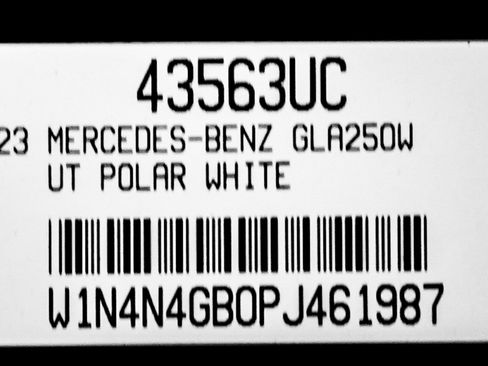 43563UC
23 MERCEDES-BENZ GLA250W
UT POLAR WHITE
W1N4N4GB0PJ461987